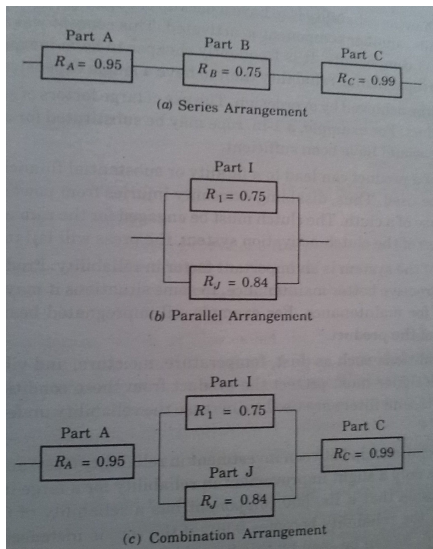 Part A
Part B
Part C
R_A = 0.95
R_B = 0.75
R_C = 0.99
(a) Series Arrangement
Part I
R_1 = 0.75
R_J = 0.84
(b) Parallel Arrangement
Part I
R_1 = 0.75
Part A
Part C
R_A = 0.95
R_C = 0.99
Part J
R_J = 0.84
(c) Combination Arrangement